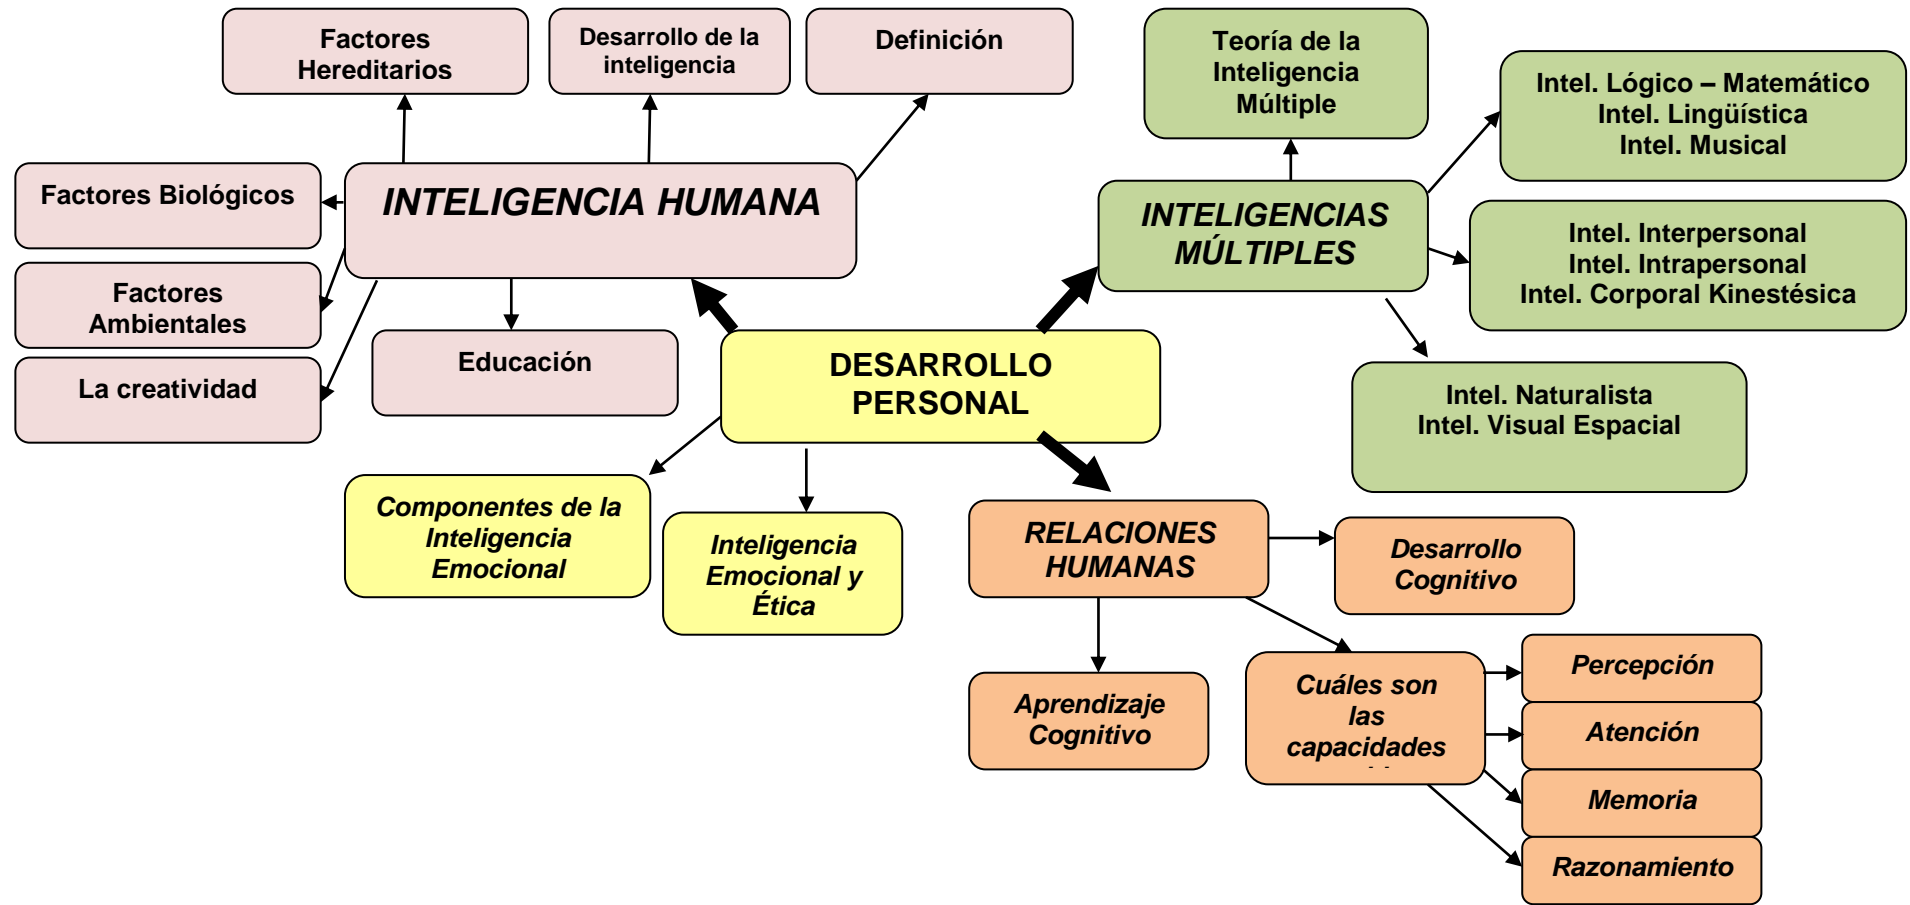 Factores
Hereditarios
Desarrollo de la
inteligencia
Definición
Teoría de la
Inteligencia
Múltiple
Intel. Lógico – Matemático
Intel. Lingüística
Intel. Musical
Factores Biológicos
INTELIGENCIA HUMANA
INTELIGENCIAS
MÚLTIPLES
Intel. Interpersonal
Intel. Intrapersonal
Intel. Corporal Kinestésica
Factores
Ambientales
La creatividad
Educación
DESARROLLO
PERSONAL
Intel. Naturalista
Intel. Visual Espacial
Componentes de la
Inteligencia
Emocional
Inteligencia
Emocional y
Ética
RELACIONES
HUMANAS
Desarrollo
Cognitivo
Aprendizaje
Cognitivo
Cuáles son
las
capacidades
Percepción
Atención
Memoria
Razonamiento